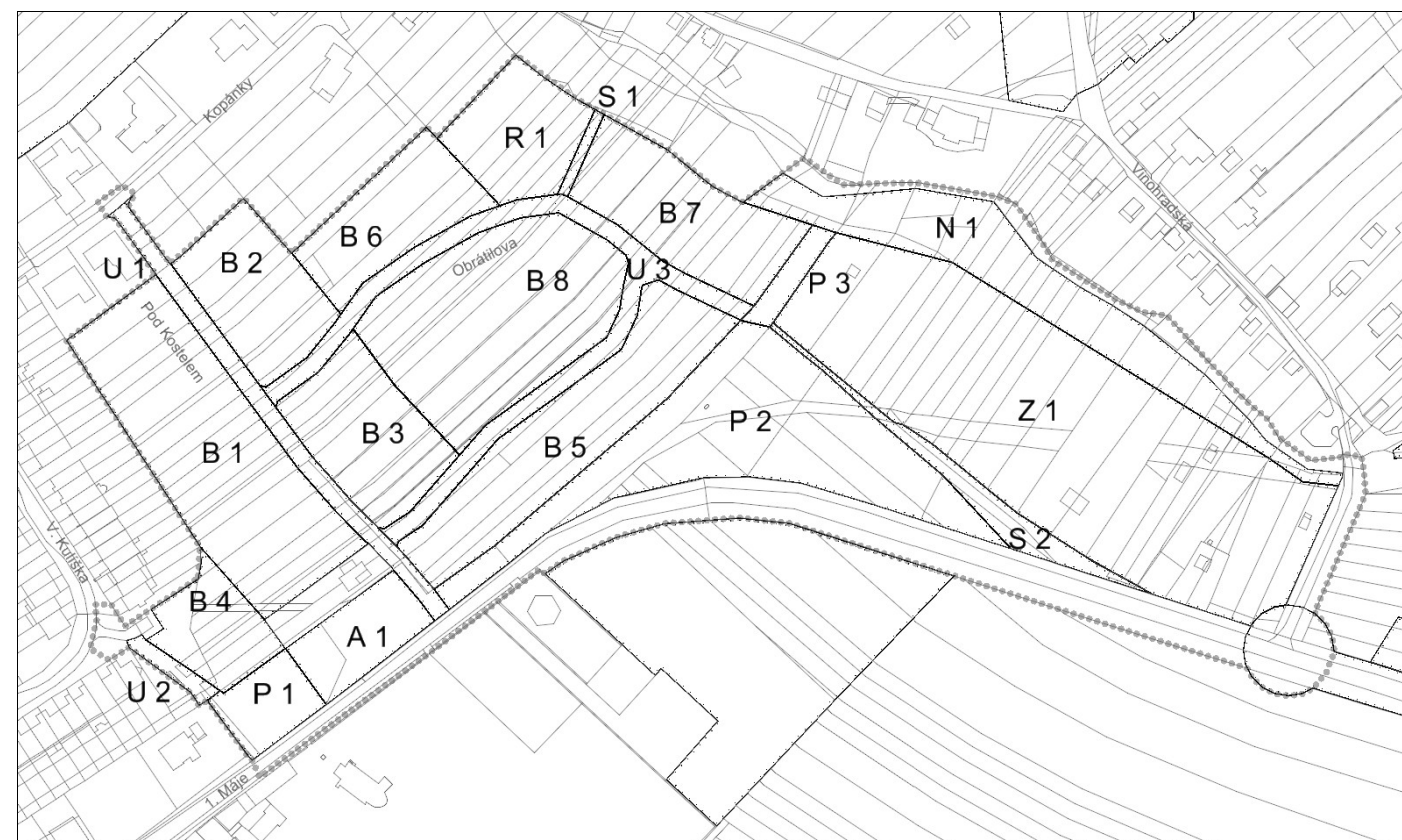 Kopánky
S 1
R 1
Vinohradská
B 7
N 1
B 6
Obrátilova
U 1
B 2
U 3
B 8
P 3
Pod Kostelem
Z 1
P 2
B 3
B 5
B 1
V. Kulíška
S 2
B 4
A 1
U 2
P 1
1. Máje